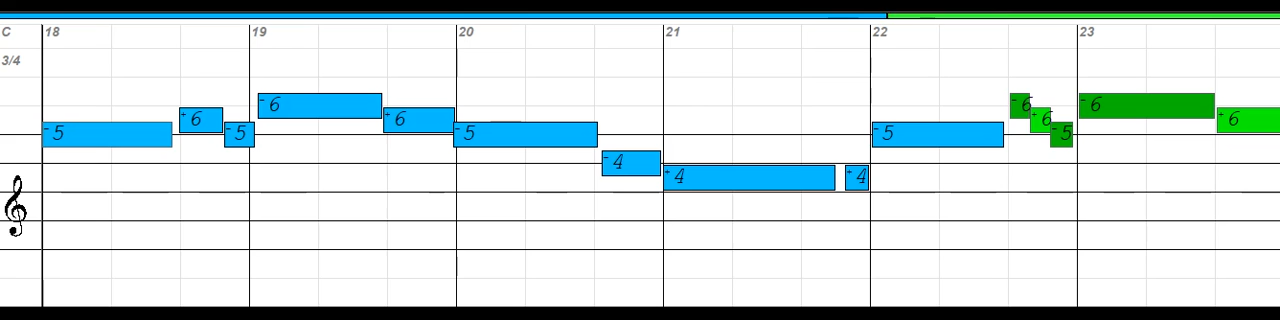 C 18 19 20 21 22 23
3/4
- 6 - 6 - 6
+ 6 + 6 + 6 + 6
- 5 - 5 - 5 - 5 - 5
- 4
+ 4 + 4